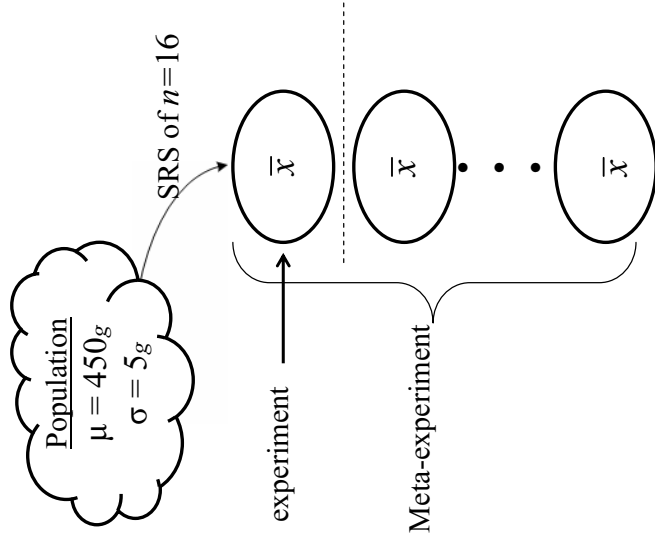 Population
μ = 450g
σ = 5g
SRS of n=16
experiment
x̅
x̅
• • •
x̅
Meta-experiment